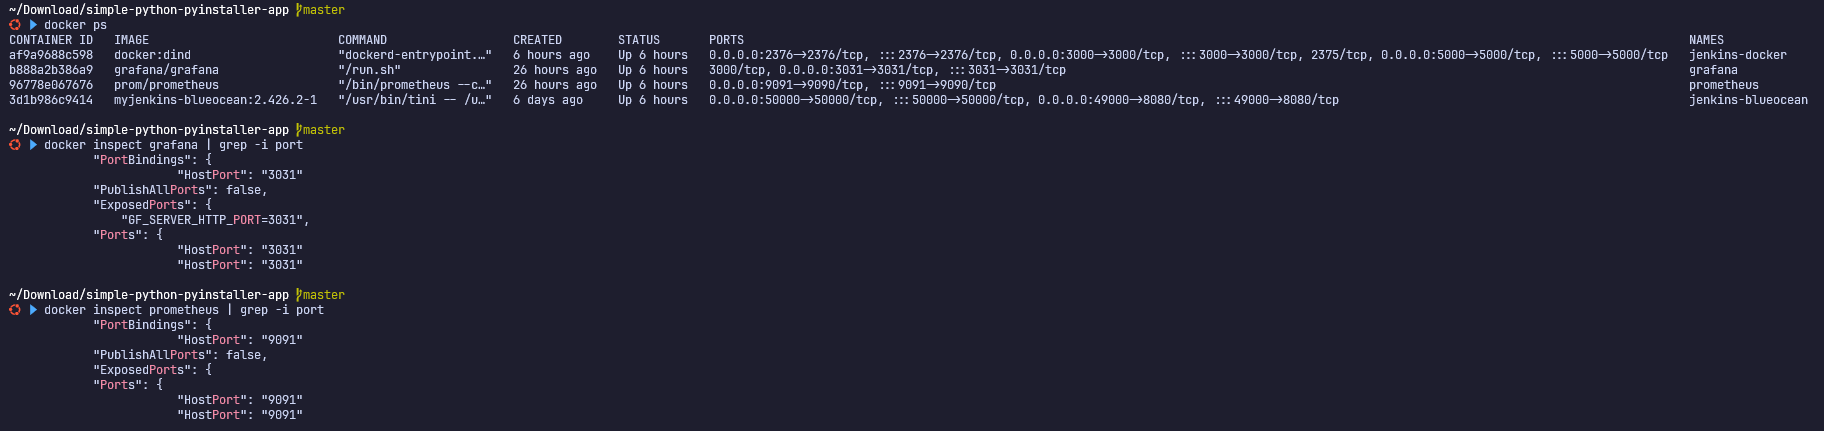 ~/Download/simple-python-pyinstaller-app master
docker ps
CONTAINER ID IMAGE COMMAND CREATED STATUS PORTS NAMES
af9a9688c598 docker:dind "dockerd-entrypoint.…" 6 hours ago Up 6 hours 0.0.0.0:2376->2376/tcp, :::2376->2376/tcp, 0.0.0.0:3000->3000/tcp, :::3000->3000/tcp, 2375/tcp, 0.0.0.0:5000->5000/tcp, :::5000->5000/tcp jenkins-docker
b888a2b386a9 grafana/grafana "/run.sh" 26 hours ago Up 6 hours 3000/tcp, 0.0.0.0:3031->3031/tcp, :::3031->3031/tcp grafana
96778e067676 prom/prometheus "/bin/prometheus --c…" 26 hours ago Up 6 hours 0.0.0.0:9091->9090/tcp, :::9091->9090/tcp prometheus
3d1b986c9414 myjenkins-blueocean:2.426.2-1 "/usr/bin/tini -- /u…" 6 days ago Up 6 hours 0.0.0.0:50000->50000/tcp, :::50000->50000/tcp, 0.0.0.0:49000->8080/tcp, :::49000->8080/tcp jenkins-blueocean
~/Download/simple-python-pyinstaller-app master
docker inspect grafana | grep -i port
"PortBindings": {
"HostPort": "3031"
"PublishAllPorts": false,
"ExposedPorts": {
"GF_SERVER_HTTP_PORT=3031",
"Ports": {
"HostPort": "3031"
"HostPort": "3031"
~/Download/simple-python-pyinstaller-app master
docker inspect prometheus | grep -i port
"PortBindings": {
"HostPort": "9091"
"PublishAllPorts": false,
"ExposedPorts": {
"Ports": {
"HostPort": "9091"
"HostPort": "9091"